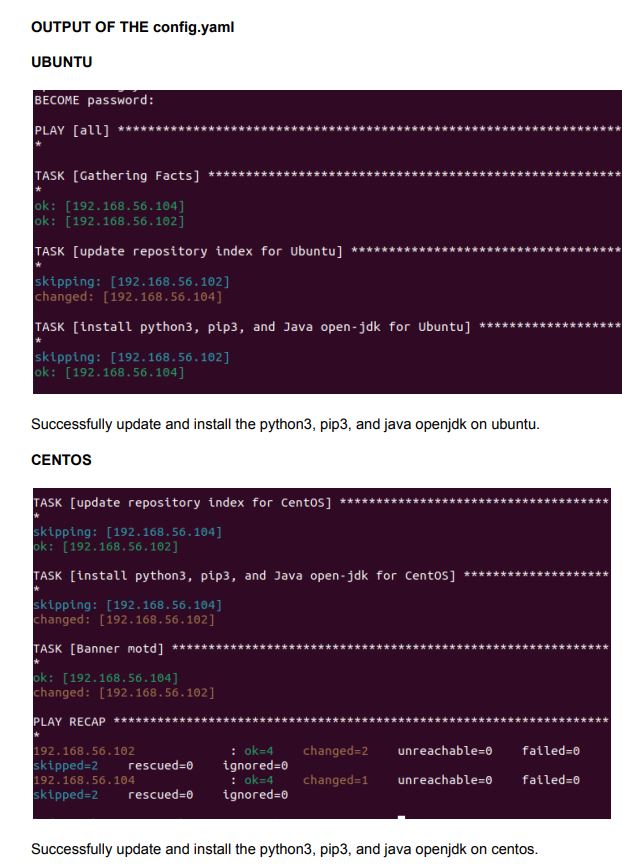 OUTPUT OF THE config.yaml
UBUNTU
BECOME password:
PLAY [all] *******************************************************************
*
TASK [Gathering Facts] *******************************************************
*
ok: [192.168.56.104]
ok: [192.168.56.102]
TASK [update repository index for Ubuntu] ************************************
*
skipping: [192.168.56.102]
changed: [192.168.56.104]
TASK [install python3, pip3, and Java open-jdk for Ubuntu] *******************
*
skipping: [192.168.56.102]
ok: [192.168.56.104]
Successfully update and install the python3, pip3, and java openjdk on ubuntu.
CENTOS
TASK [update repository index for CentOS] *************************************
*
skipping: [192.168.56.104]
ok: [192.168.56.102]
TASK [install python3, pip3, and Java open-jdk for CentOS] ********************
*
skipping: [192.168.56.104]
changed: [192.168.56.102]
TASK [Banner motd] ************************************************************
*
ok: [192.168.56.104]
changed: [192.168.56.102]
PLAY RECAP ********************************************************************
*
192.168.56.102 : ok=4 changed=2 unreachable=0 failed=0
skipped=2 rescued=0 ignored=0
192.168.56.104 : ok=4 changed=1 unreachable=0 failed=0
skipped=2 rescued=0 ignored=0
Successfully update and install the python3, pip3, and java openjdk on centos.